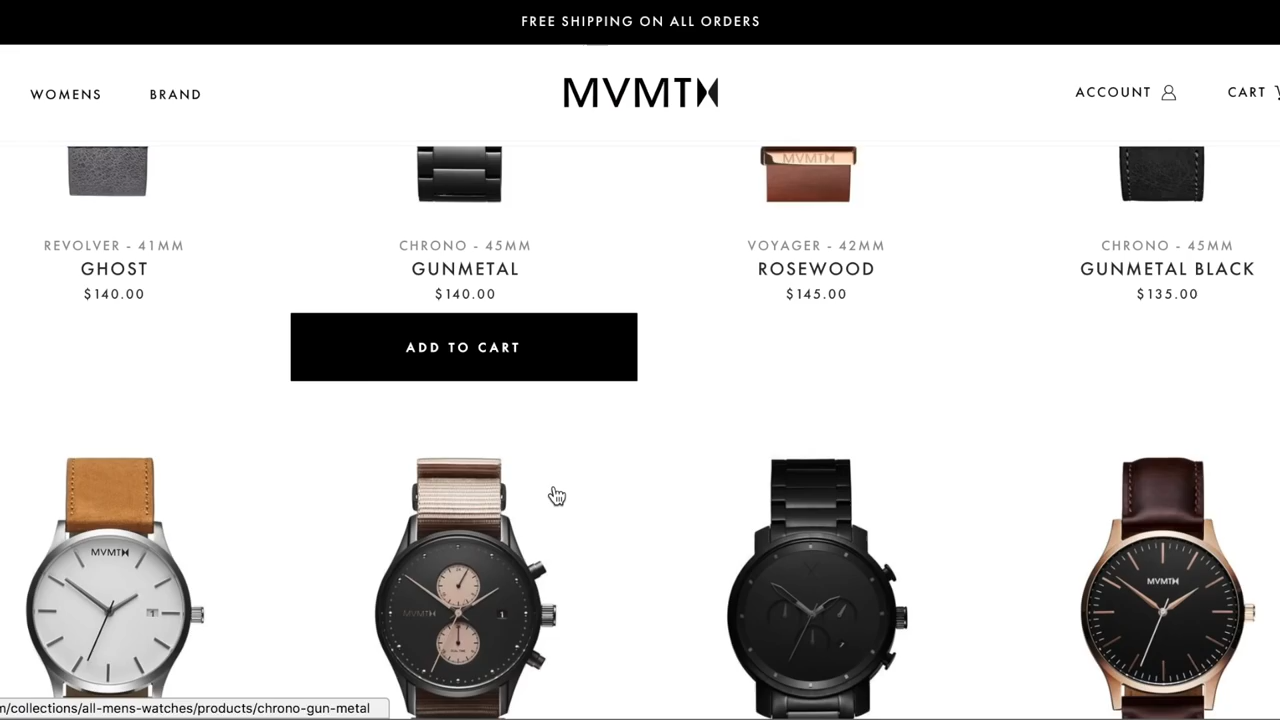 FREE SHIPPING ON ALL ORDERS
WOMENS BRAND MVMT ACCOUNT CART
MVMT
REVOLVER - 41MM CHRONO - 45MM VOYAGER - 42MM CHRONO - 45MM
GHOST GUNMETAL ROSEWOOD GUNMETAL BLACK
$140.00 $140.00 $145.00 $135.00
ADD TO CART
MVMT
MVMT
MVMT
m/collections/all-mens-watches/products/chrono-gun-metal